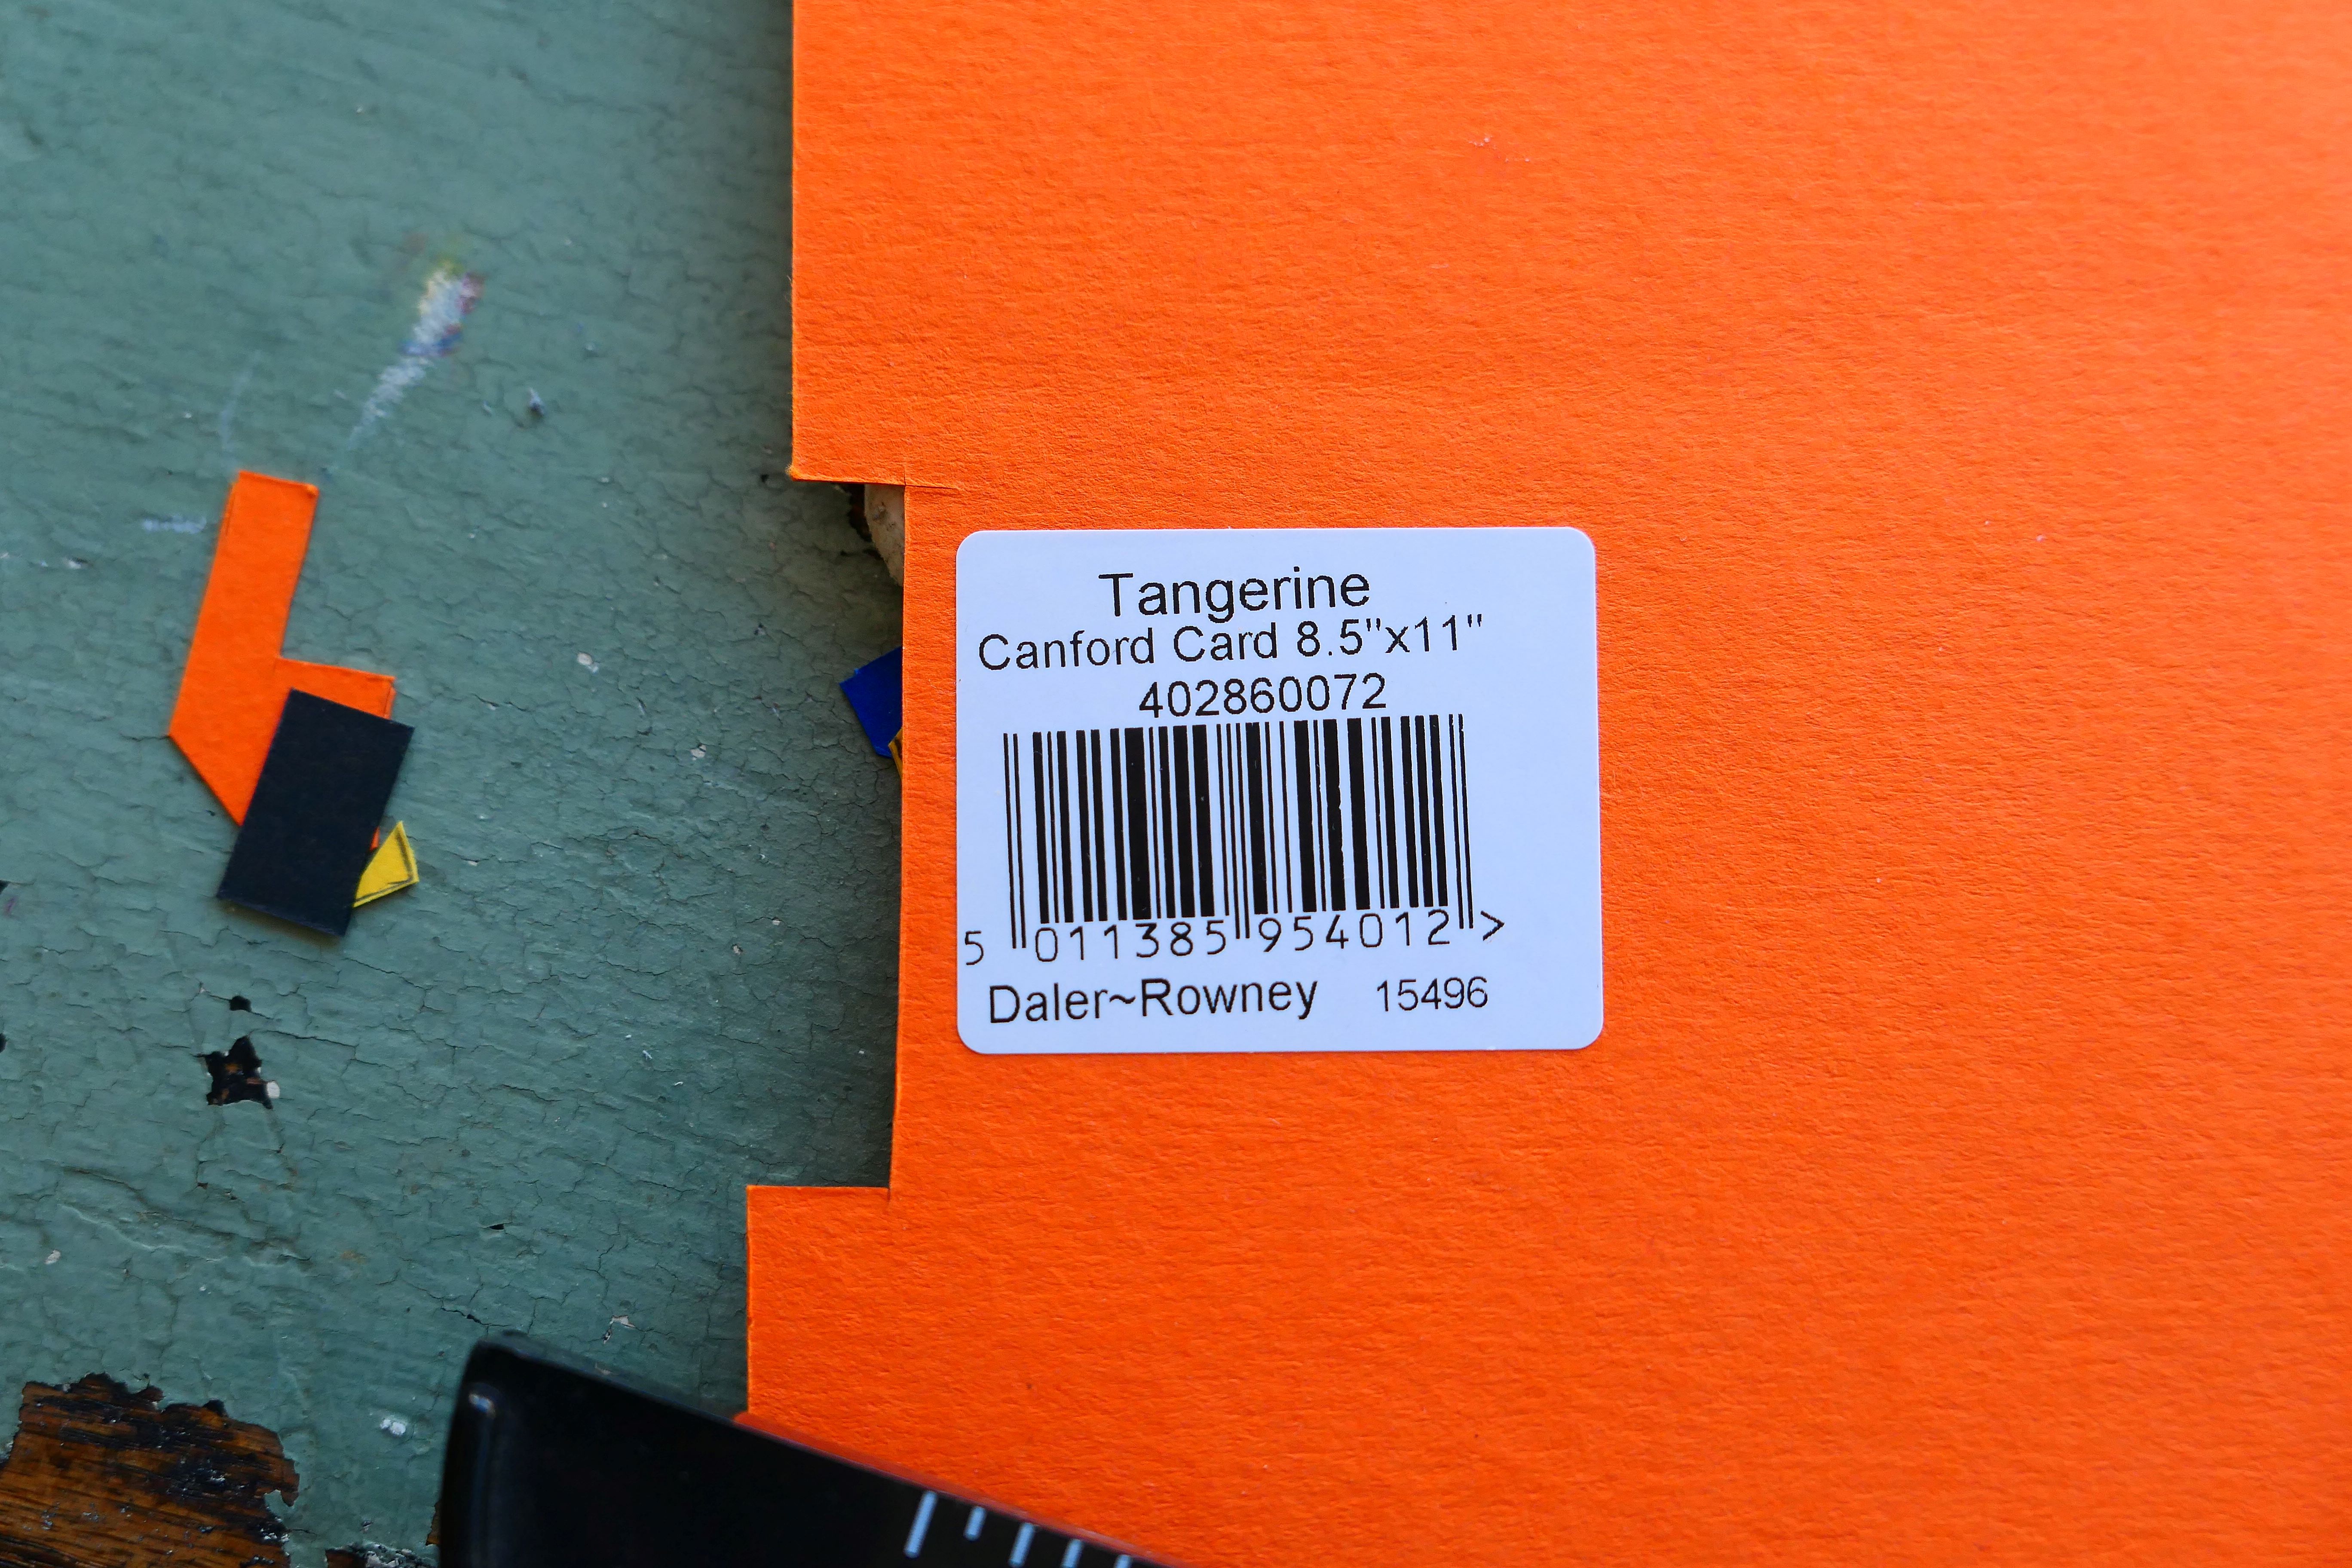 Tangerine
Canford Card 8.5"x11"
402860072
5 011385 954012 >
Daler~Rowney 15496